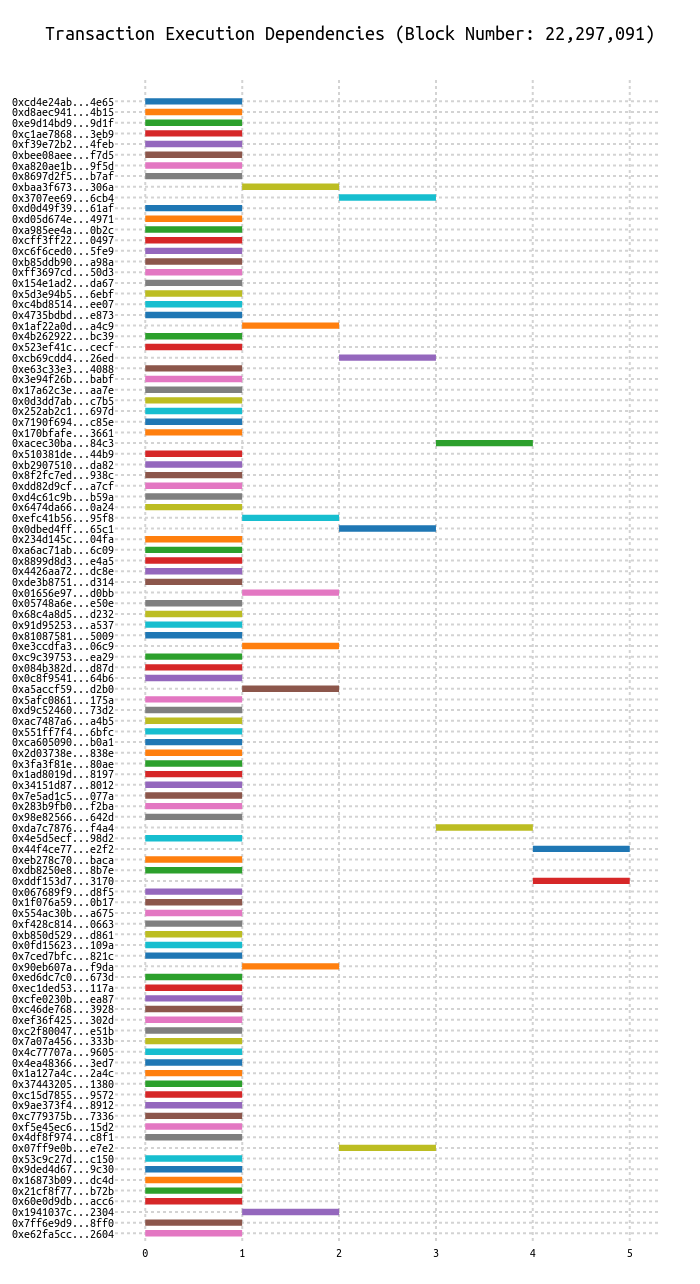 Transaction Execution Dependencies (Block Number: 22,297,091)
0xcd4e24ab...4e65
0xd8aec941...4b15
0xe9d14bd9...9d1f
0xc1ae7868...3eb9
0xf39e72b2...4feb
0xbee08aee...f7d5
0xa820ae1b...9f5d
0x8697d2f5...b7af
0xbaa3f673...306a
0x3707ee69...6cb4
0xd0d49f39...61af
0xd05d674e...4971
0xa985ee4a...0b2c
0xcff3ff22...0497
0xc6f6ced0...5fe9
0xb85ddb90...a98a
0xff3697cd...50d3
0x154e1ad2...da67
0x5d3e94b5...6ebf
0xc4bd8514...ee07
0x4735bdbd...e873
0x1af22a0d...a4c9
0x4b262922...bc39
0x523ef41c...cecf
0xcb69cdd4...26ed
0xe63c33e3...4088
0x3e94f26b...babf
0x17a62c3e...aa7e
0x0d3dd7ab...c7b5
0x252ab2c1...697d
0x7190f694...c85e
0x170bfafe...3661
0xacec30ba...84c3
0x510381de...44b9
0xb2907510...da82
0x8f2fc7ed...938c
0xdd82d9cf...a7cf
0xd4c61c9b...b59a
0x6474da66...0a24
0xefc41b56...95f8
0x0dbed4ff...65c1
0x234d145c...04fa
0xa6ac71ab...6c09
0x8899d8d3...e4a5
0x4426aa72...dc8e
0xde3b8751...d314
0x01656e97...d0bb
0x05748a6e...e50e
0x68c4a8d5...d232
0x91d95253...a537
0x81087581...5009
0xe3ccdfa3...06c9
0xc9c39753...ea29
0x084b382d...d87d
0x0c8f9541...64b6
0xa5accf59...d2b0
0x5afc0861...175a
0xd9c52460...73d2
0xac7487a6...a4b5
0x551ff7f4...6bfc
0xca605090...b0a1
0x2d03738e...838e
0x3fa3f81e...80ae
0x1ad8019d...8197
0x34151d87...8012
0x7e5ad1c5...077a
0x283b9fb0...f2ba
0x98e82566...642d
0xda7c7876...f4a4
0x4e5d5ecf...98d2
0x44f4ce77...e2f2
0xeb278c70...baca
0xdb8250e8...8b7e
0xddf153d7...3170
0x067689f9...d8f5
0x1f076a59...0b17
0x554ac30b...a675
0xf428c814...0663
0xb850d529...d861
0x0fd15623...109a
0x7ced7bfc...821c
0x90eb607a...f9da
0xed6dc7c0...673d
0xec1ded53...117a
0xcfe0230b...ea87
0xc46de768...3928
0xef36f425...302d
0xc2f80047...e51b
0x7a07a456...333b
0x4c77707a...9605
0x4ea48366...3ed7
0x1a127a4c...2a4c
0x37443205...1380
0xc15d7855...9572
0x9ae373f4...8912
0xc779375b...7336
0xf5e45ec6...15d2
0x4df8f974...c8f1
0x07ff9e0b...e7e2
0x53c9c27d...c150
0x9ded4d67...9c30
0x16873b09...dc4d
0x21cf8f77...b72b
0x60e0d9db...acc6
0x1941037c...2304
0x7ff6e9d9...8ff0
0xe62fa5cc...2604
0 1 2 3 4 5